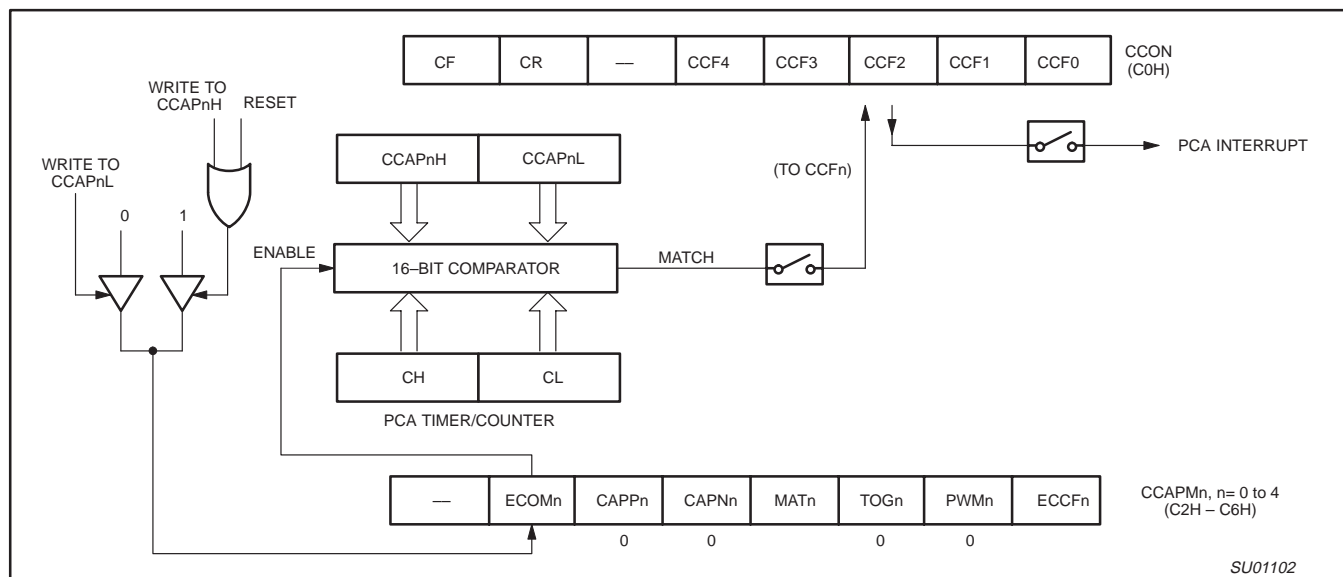 CF CR — CCF4 CCF3 CCF2 CCF1 CCF0
CCON
(C0H)
WRITE TO
CCAPnH
RESET
WRITE TO
CCAPnL
0 1
CCAPnH CCAPnL
(TO CCFn)
PCA INTERRUPT
ENABLE
16–BIT COMPARATOR
MATCH
CH CL
PCA TIMER/COUNTER
— ECOMn CAPPn CAPNn MATn TOGn PWMn ECCFn
CCAPMn, n= 0 to 4
(C2H – C6H)
0 0 0 0
SU01102